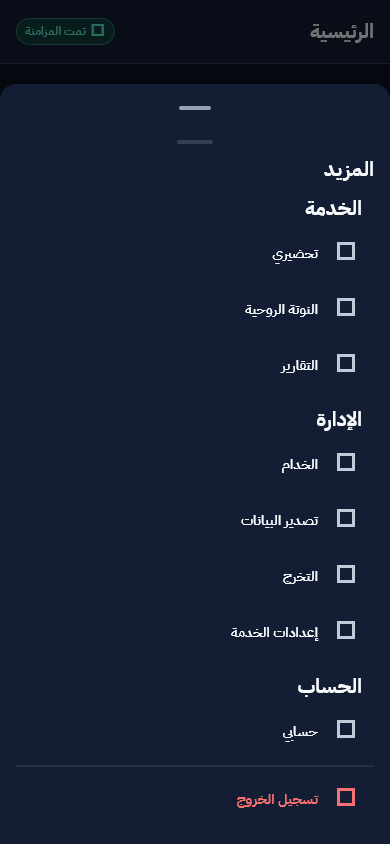 الرئيسية
تمت المزامنة
المزيد
الخدمة
تحضيري
النوتة الروحية
التقارير
الإدارة
الخدام
تصدير البيانات
التخرج
إعدادات الخدمة
الحساب
حسابي
تسجيل الخروج